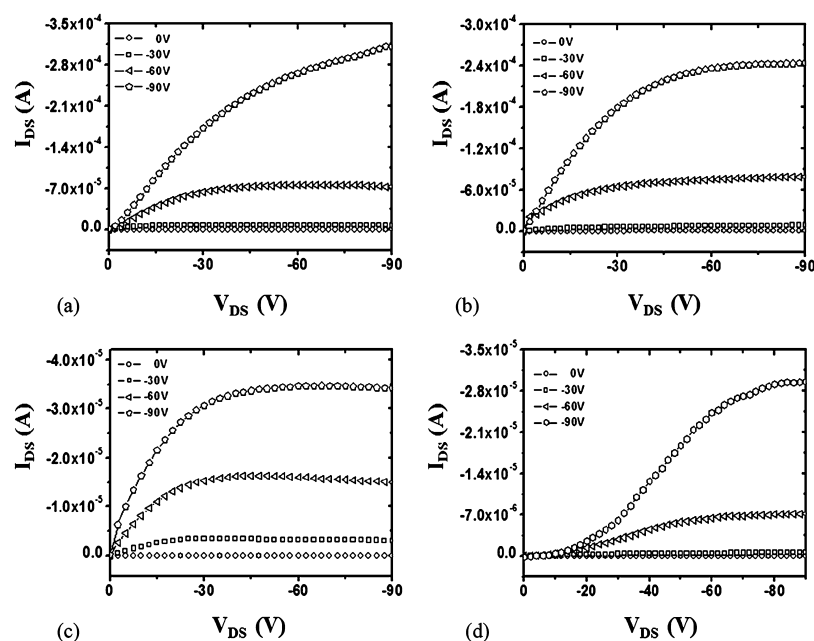 -3.5x10⁻⁴
-2.8x10⁻⁴
-2.1x10⁻⁴
-1.4x10⁻⁴
-7.0x10⁻⁵
0.0
I_DS (A)
0V
-30V
-60V
-90V
0 -30 -60 -90
(a) V_DS (V)
-3.0x10⁻⁴
-2.4x10⁻⁴
-1.8x10⁻⁴
-1.2x10⁻⁴
-6.0x10⁻⁵
0.0
I_DS (A)
0V
-30V
-60V
-90V
0 -30 -60 -90
(b) V_DS (V)
-4.0x10⁻⁵
-3.0x10⁻⁵
-2.0x10⁻⁵
-1.0x10⁻⁵
0.0
I_DS (A)
0V
-30V
-60V
-90V
0 -30 -60 -90
(c) V_DS (V)
-3.5x10⁻⁵
-2.8x10⁻⁵
-2.1x10⁻⁵
-1.4x10⁻⁵
-7.0x10⁻⁶
0.0
I_DS (A)
0V
-30V
-60V
-90V
0 -20 -40 -60 -80
(d) V_DS (V)